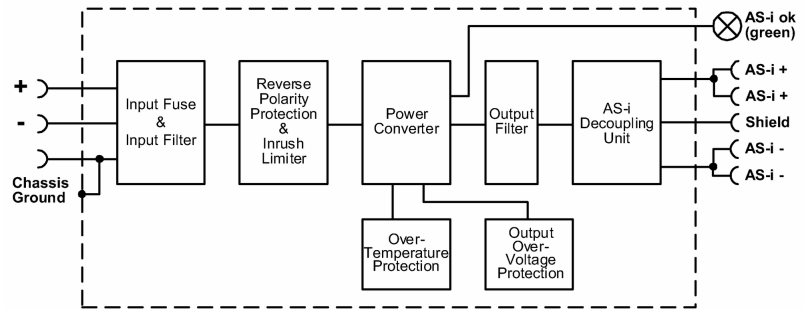 AS-i ok
(green)
+
-
Chassis
Ground
Input Fuse
&
Input Filter
Reverse
Polarity
Protection
&
Inrush
Limiter
Power
Converter
Output
Filter
AS-i
Decoupling
Unit
AS-i +
AS-i +
Shield
AS-i -
AS-i -
Over-
Temperature
Protection
Output
Over-
Voltage
Protection